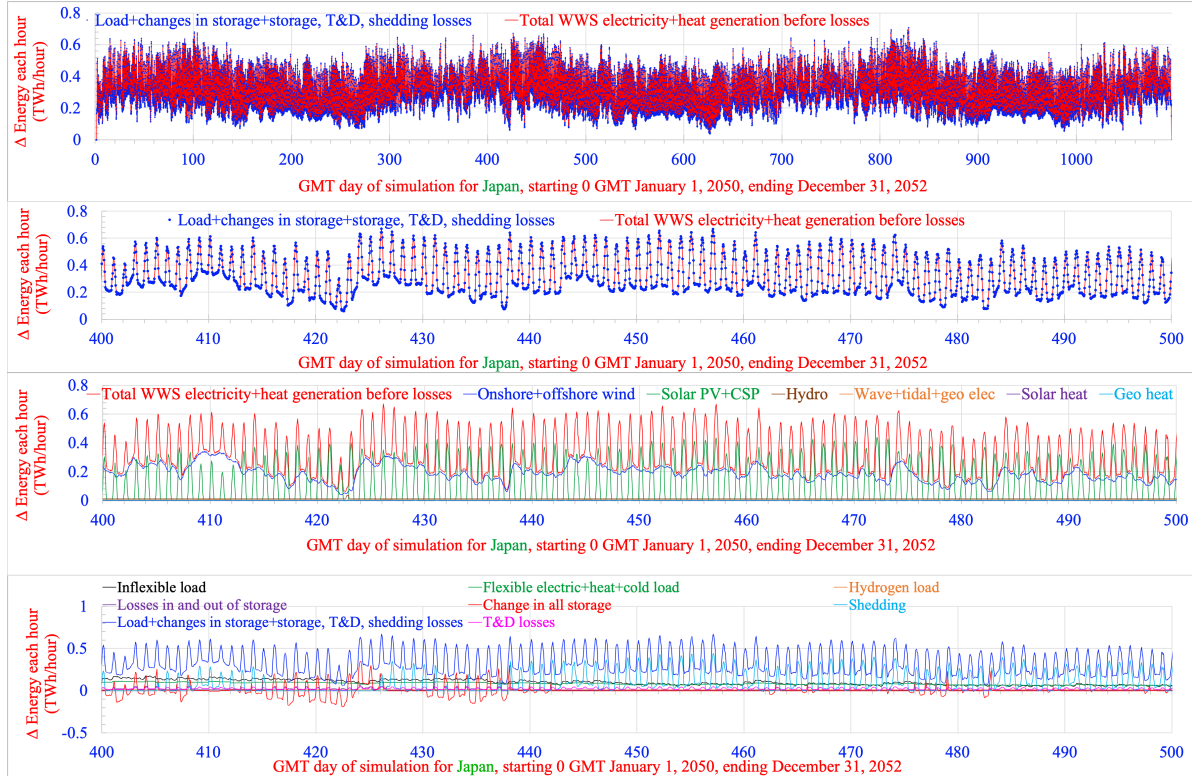 Load+changes in storage+storage, T&D, shedding losses
Total WWS electricity+heat generation before losses
Δ Energy each hour
(TWh/hour)
0.8
0.6
0.4
0.2
0
0 100 200 300 400 500 600 700 800 900 1000
GMT day of simulation for Japan, starting 0 GMT January 1, 2050, ending December 31, 2052
Load+changes in storage+storage, T&D, shedding losses
Total WWS electricity+heat generation before losses
Δ Energy each hour
(TWh/hour)
0.8
0.6
0.4
0.2
0
400 410 420 430 440 450 460 470 480 490 500
GMT day of simulation for Japan, starting 0 GMT January 1, 2050, ending December 31, 2052
Total WWS electricity+heat generation before losses
Onshore+offshore wind
Solar PV+CSP
Hydro
Wave+tidal+geo elec
Solar heat
Geo heat
Δ Energy each hour
(TWh/hour)
0.8
0.6
0.4
0.2
0
400 410 420 430 440 450 460 470 480 490 500
GMT day of simulation for Japan, starting 0 GMT January 1, 2050, ending December 31, 2052
Inflexible load
Flexible electric+heat+cold load
Hydrogen load
Losses in and out of storage
Change in all storage
Shedding
Load+changes in storage+storage, T&D, shedding losses
T&D losses
Δ Energy each hour
(TWh/hour)
1
0.5
0
-0.5
400 410 420 430 440 450 460 470 480 490 500
GMT day of simulation for Japan, starting 0 GMT January 1, 2050, ending December 31, 2052